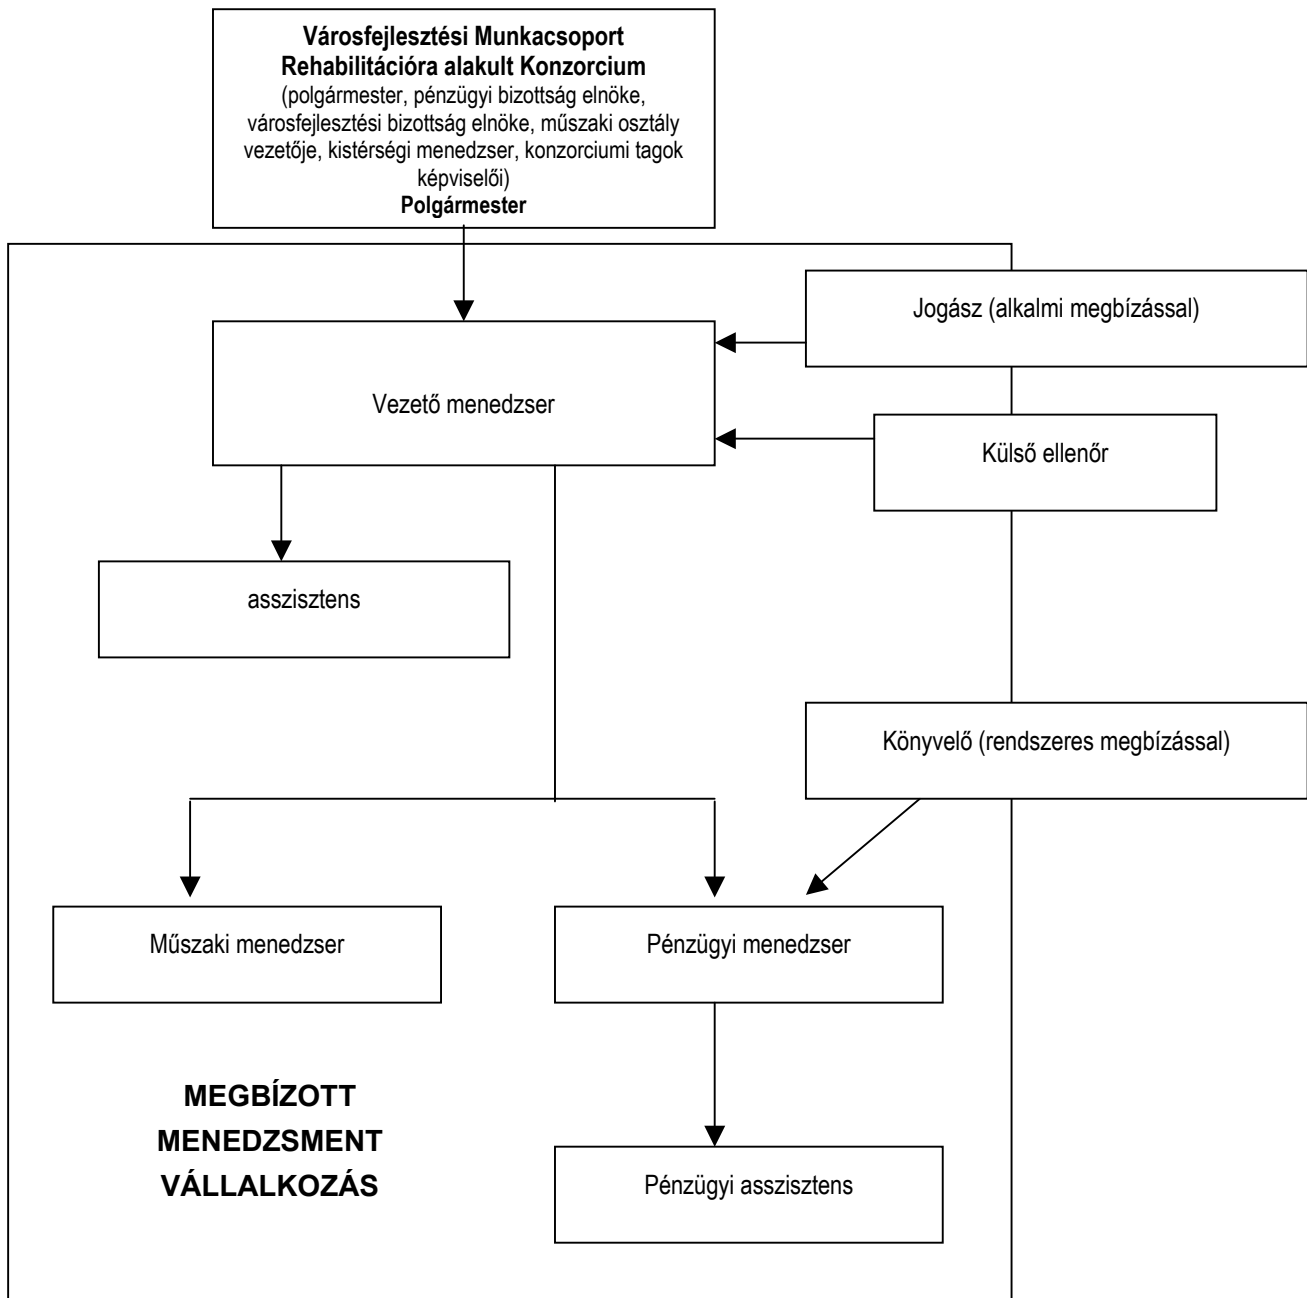 Városfejlesztési Munkacsoport
Rehabilitációra alakult Konzorcium
(polgármester, pénzügyi bizottság elnöke,
városfejlesztési bizottság elnöke, műszaki osztály
vezetője, kistérségi menedzser, konzorciumi tagok
képviselői)
Polgármester
Jogász (alkalmi megbízással)
Vezető menedzser
Külső ellenőr
asszisztens
Könyvelő (rendszeres megbízással)
Műszaki menedzser
Pénzügyi menedzser
MEGBÍZOTT
MENEDZSMENT
VÁLLALKOZÁS
Pénzügyi asszisztens